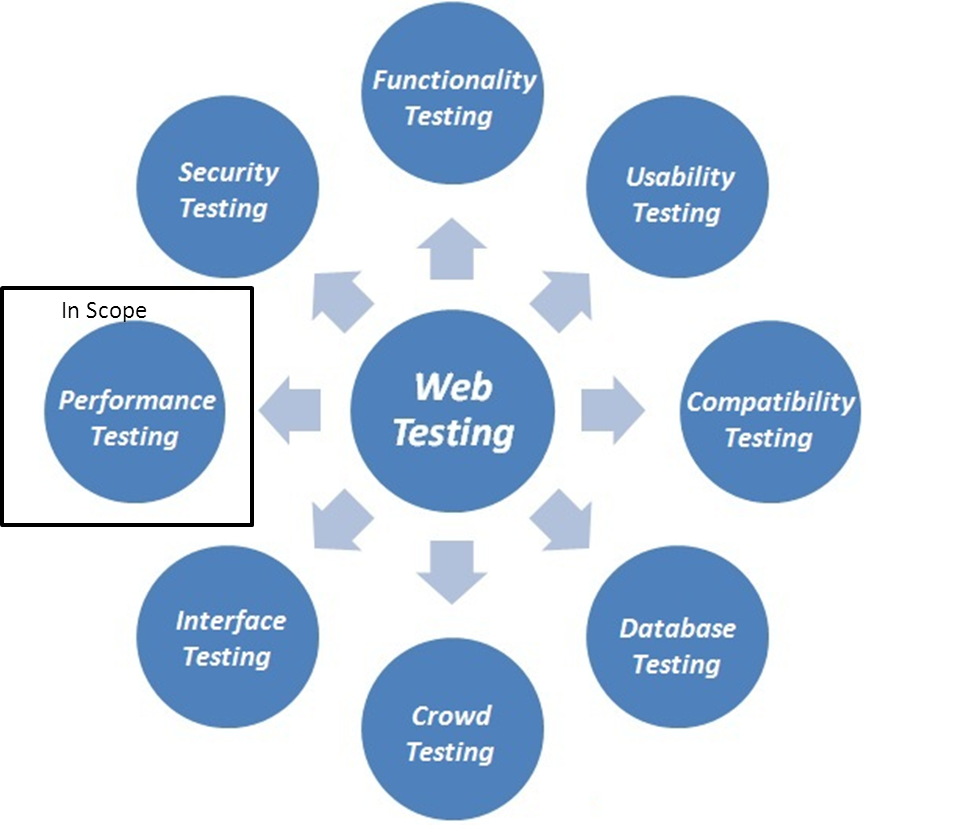 Functionality
Testing
Security
Testing
Usability
Testing
In Scope
Performance
Testing
Web
Testing
Compatibility
Testing
Interface
Testing
Database
Testing
Crowd
Testing